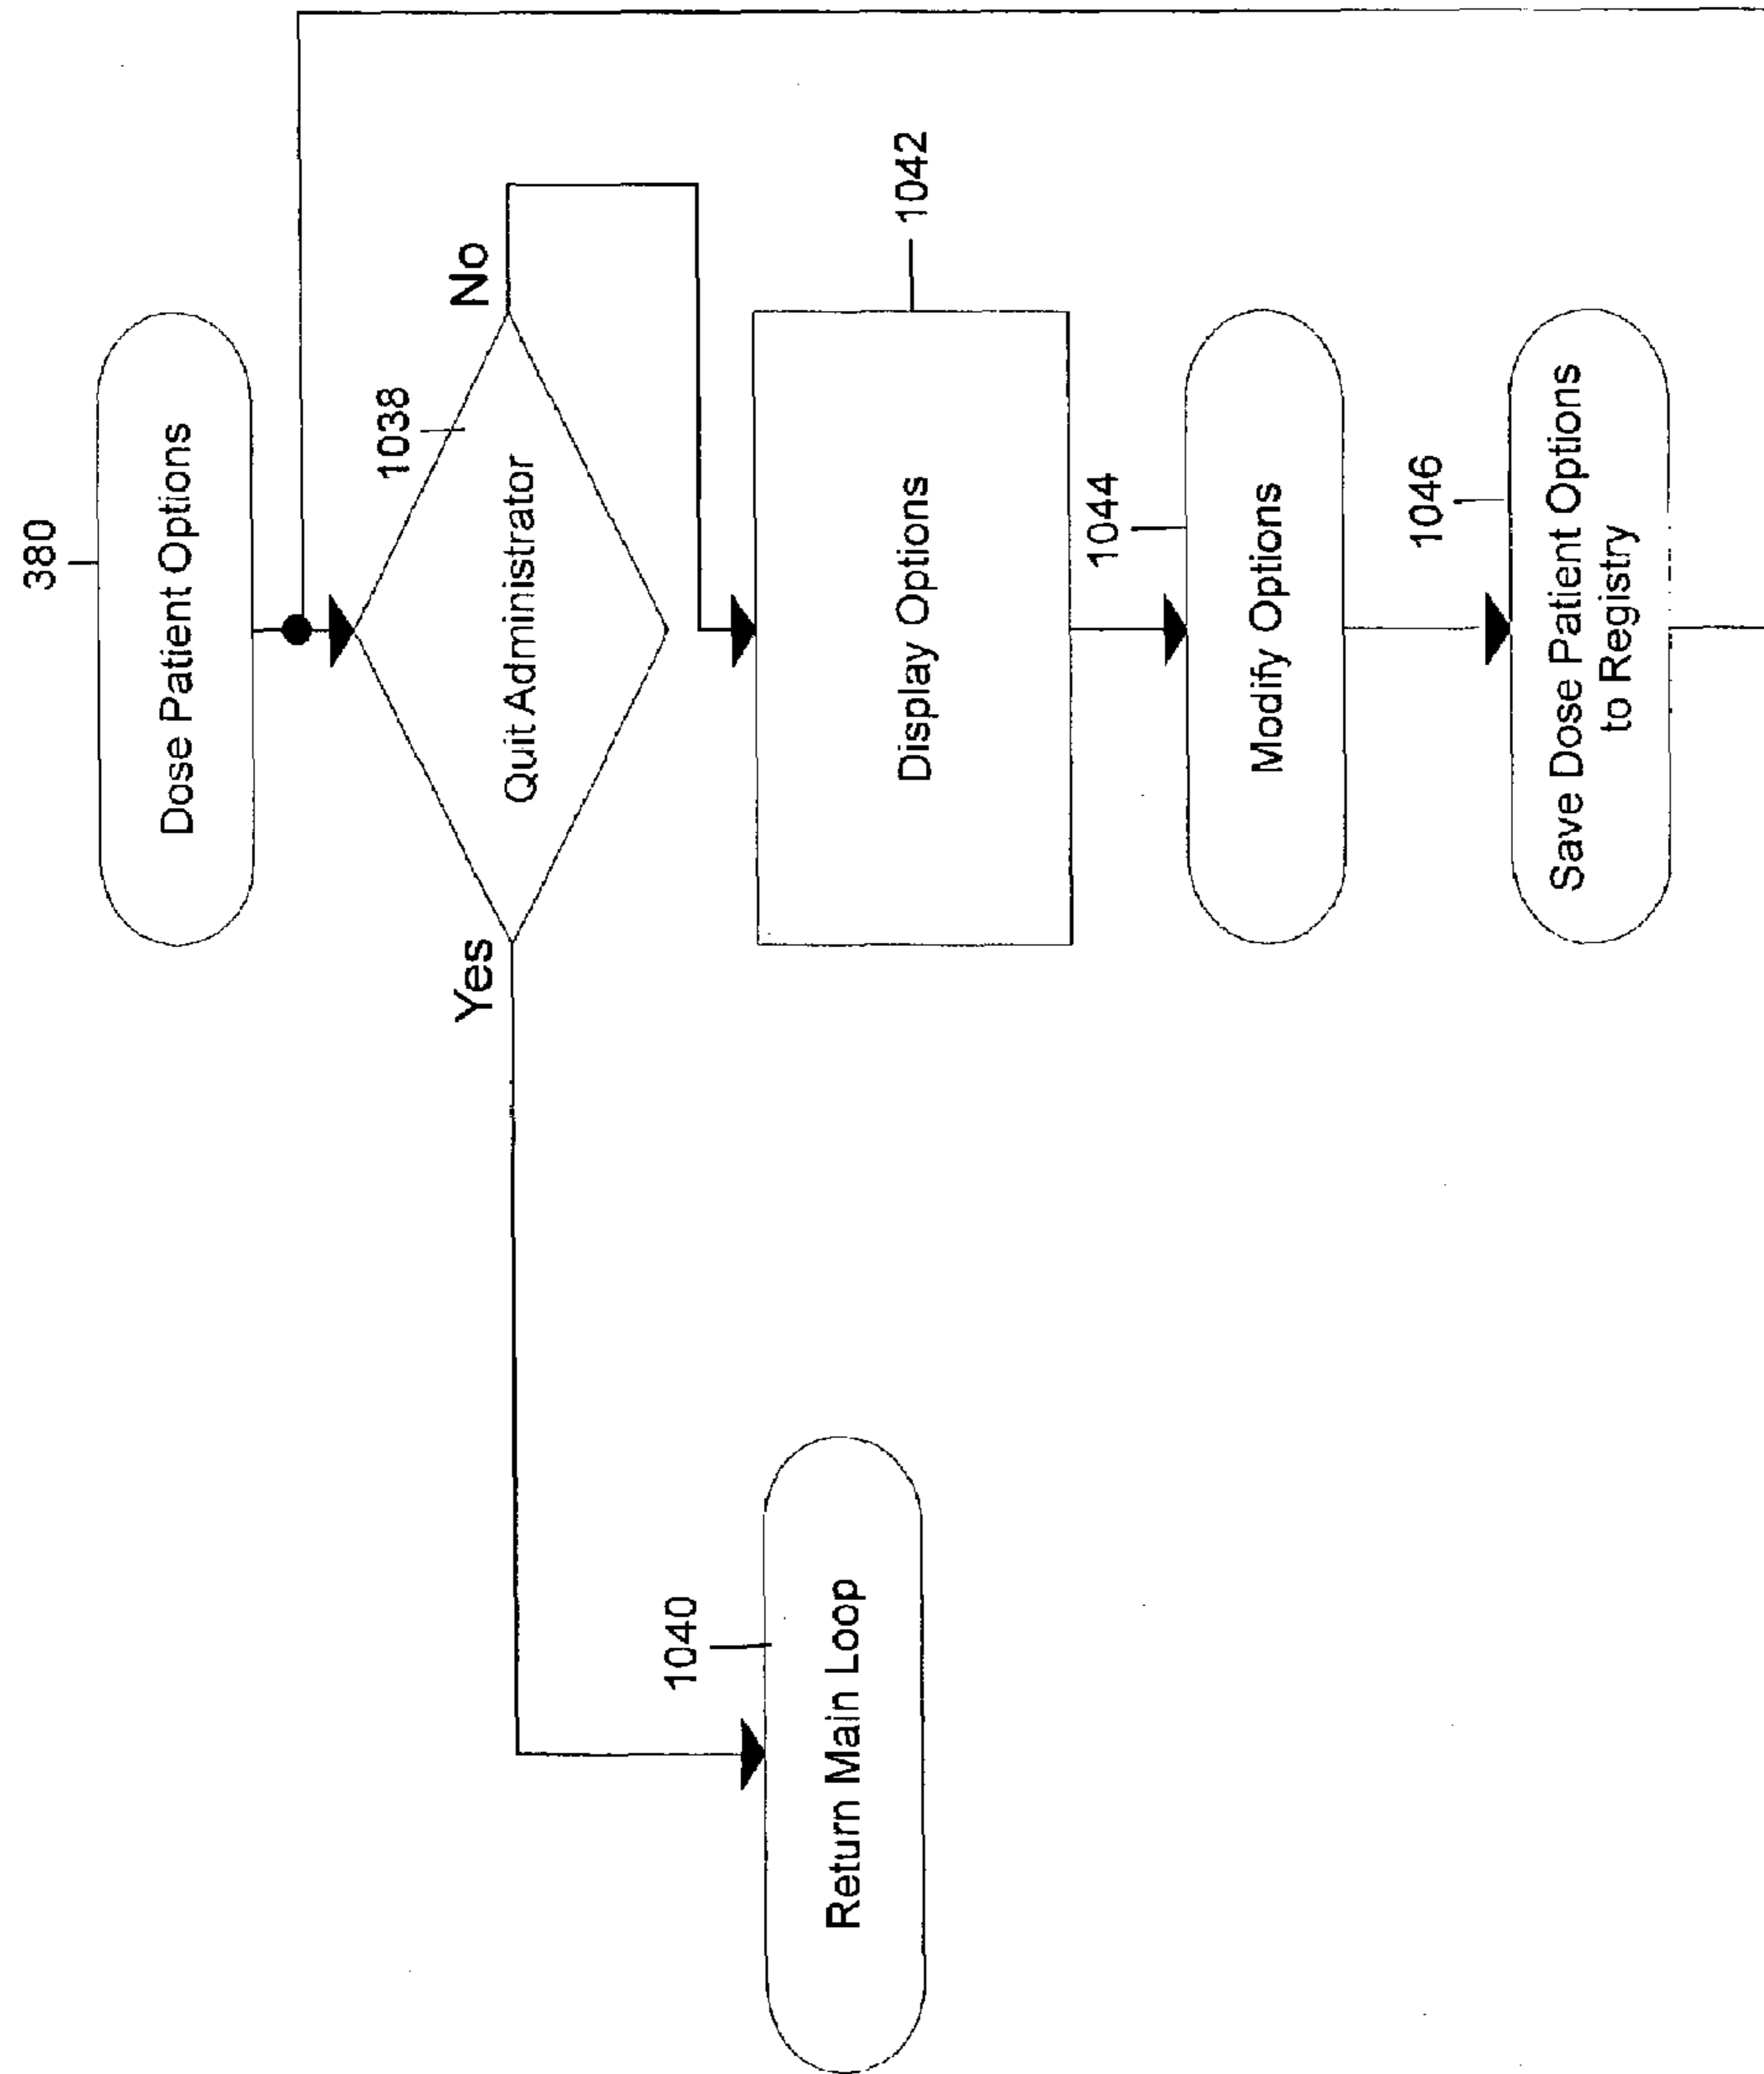 380
Dose Patient Options
1038
Quit Administrator
Yes
No
1040
Return Main Loop
1042
Display Options
1044
Modify Options
1046
Save Dose Patient Options
to Registry